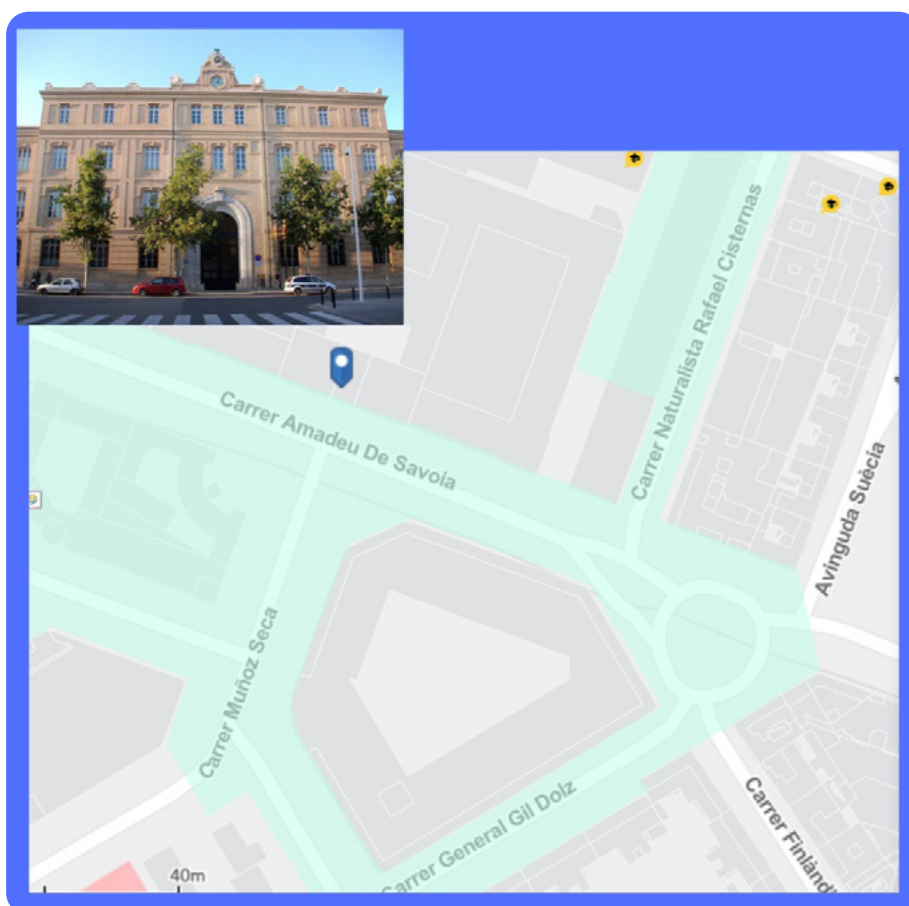 Carrer Naturalista Rafael Cisternas
Carrer Amadeu De Savoia
Avinguda Suècia
Carrer Muñoz Seca
Carrer General Gil Dolz
Carrer Finlàndi
40m